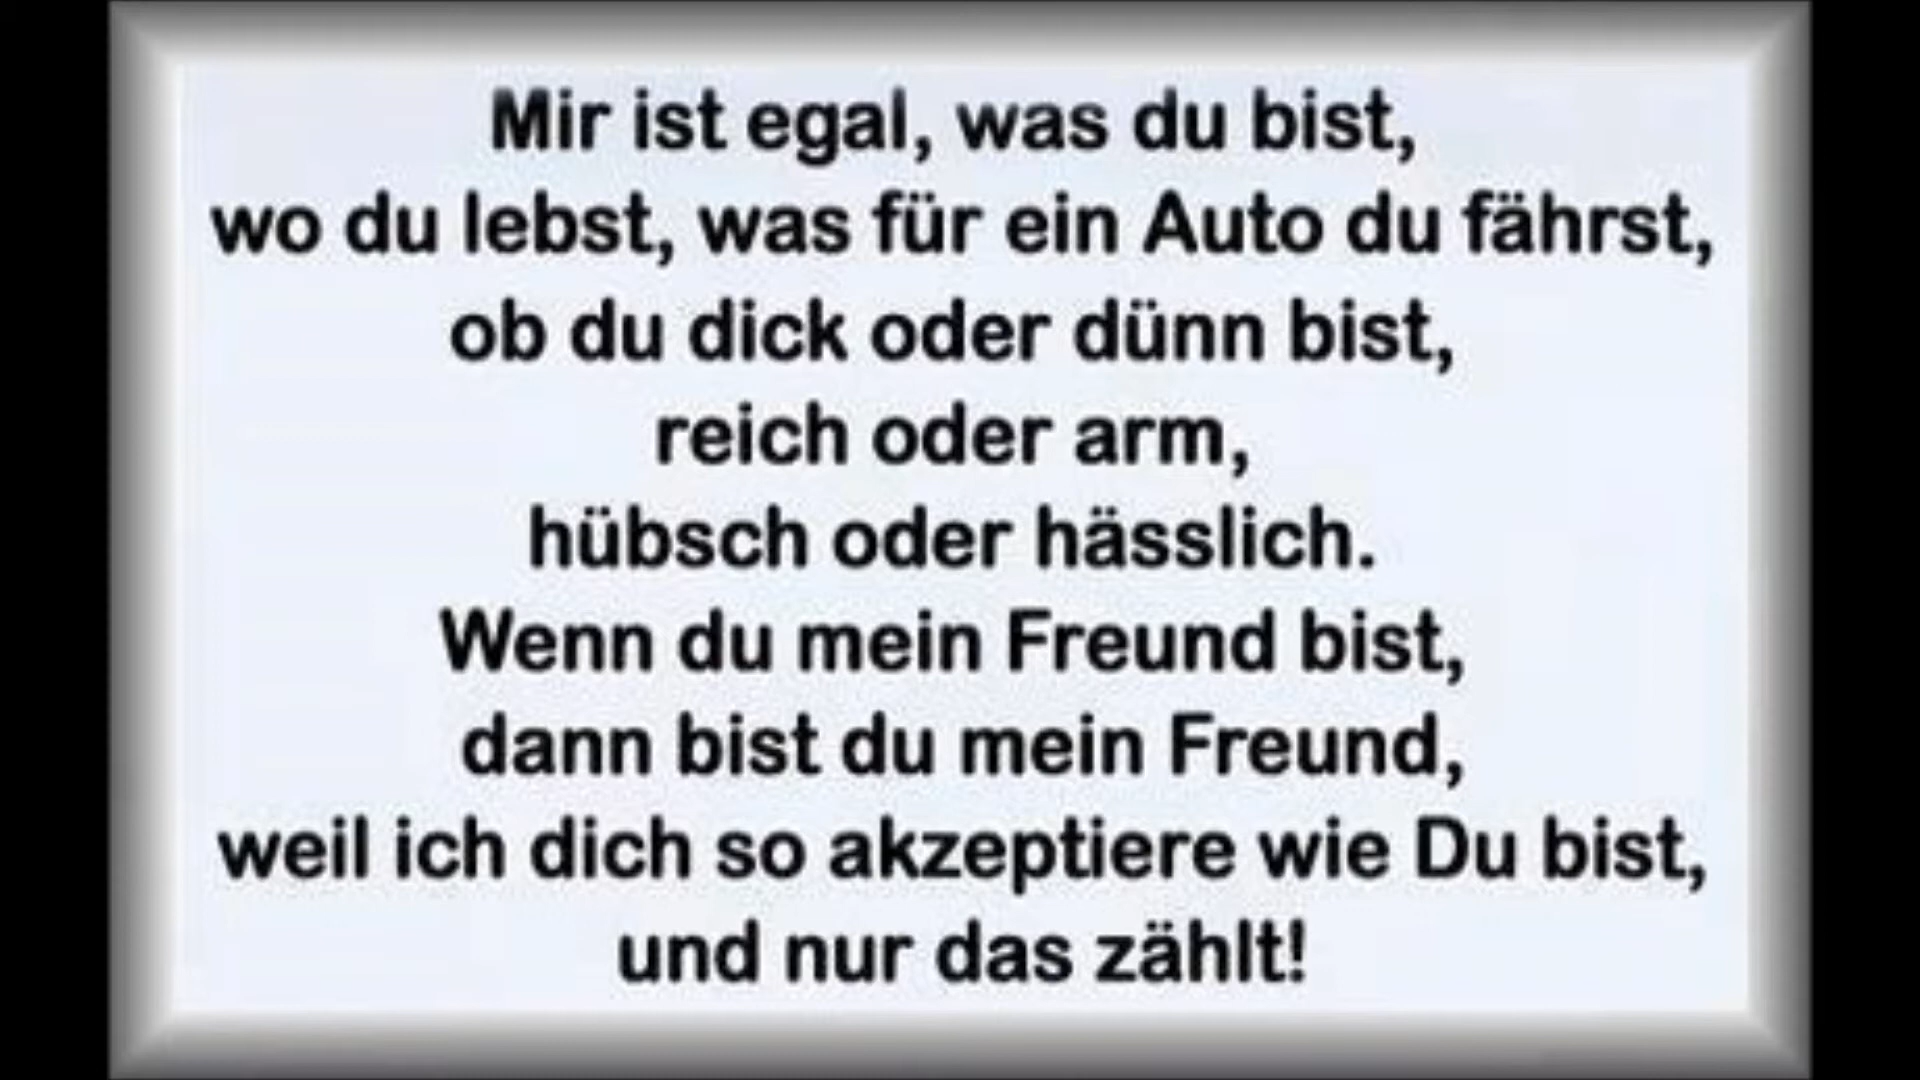 Mir ist egal, was du bist,
wo du lebst, was für ein Auto du fährst,
ob du dick oder dünn bist,
reich oder arm,
hübsch oder hässlich.
Wenn du mein Freund bist,
dann bist du mein Freund,
weil ich dich so akzeptiere wie Du bist,
und nur das zählt!